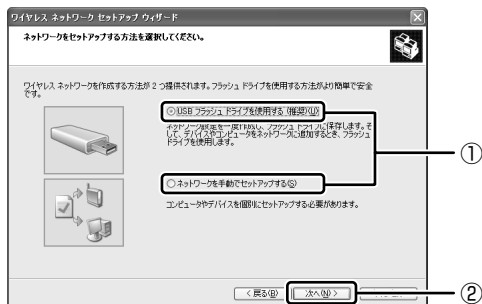 ワイヤレス ネットワーク セットアップ ウィザード
ネットワークをセットアップする方法を選択してください。
ワイヤレス ネットワークを作成する方法が 2 つ提供されます。フラッシュ ドライブを使用する方法がより簡単で安全
です。
USB フラッシュ ドライブを使用する (推奨)(U)
ネットワーク設定を一度作成し、フラッシュ ドライブに保存します。そ
して、デバイスやコンピュータをネットワークに追加するとき、フラッシュ
ドライブを使用します。
①
ネットワークを手動でセットアップする(S)
コンピュータやデバイスを個別にセットアップする必要があります。
< 戻る(B)
次へ(N) >
②